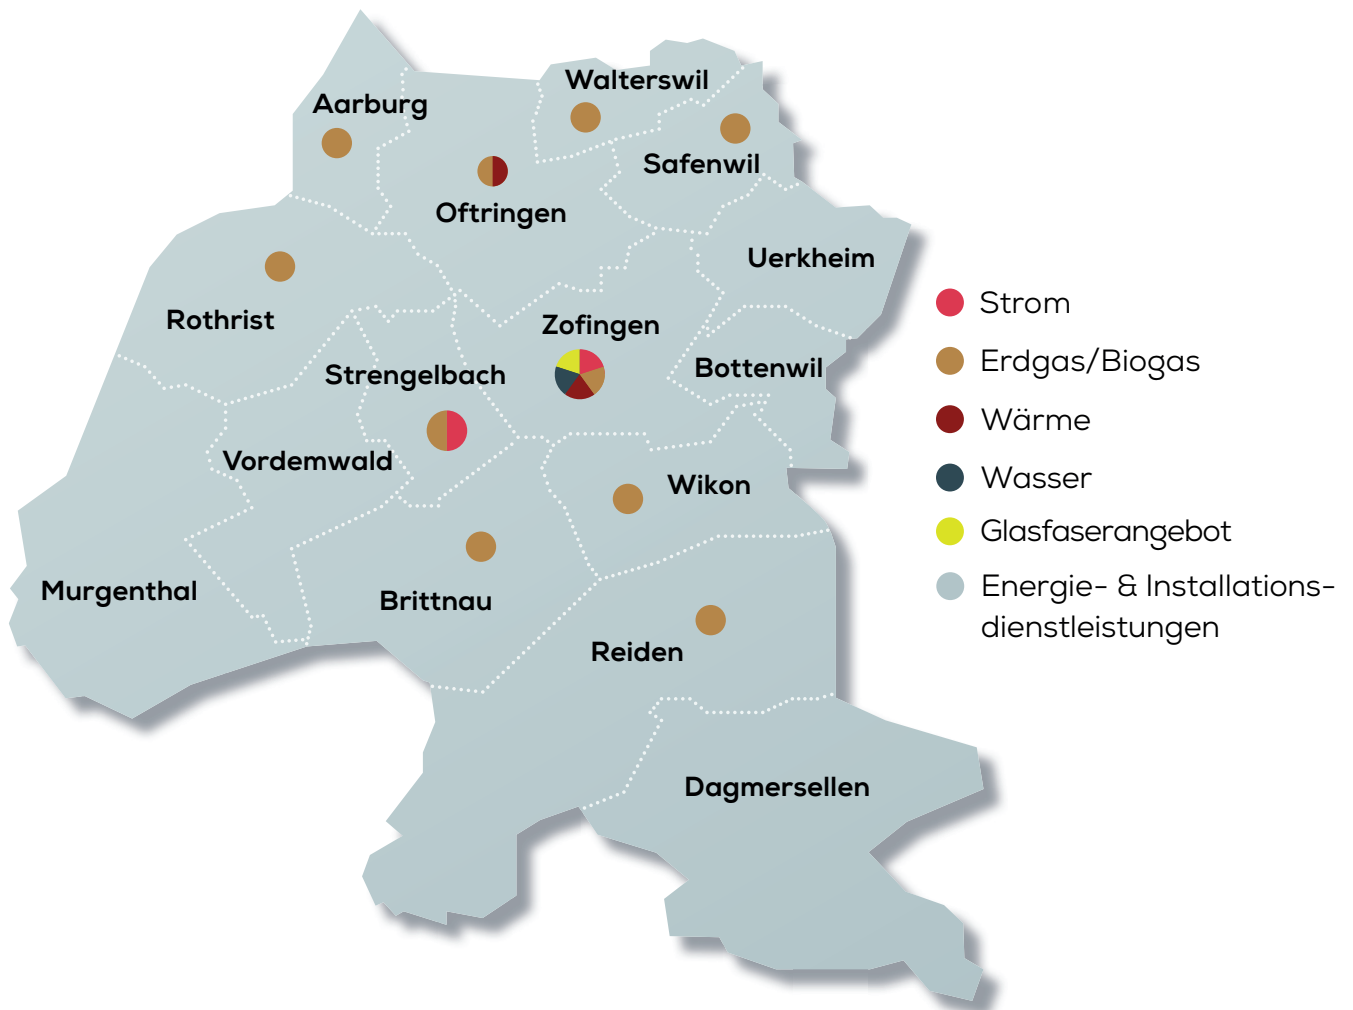 Walterswil
Aarburg
Safenwil
Oftringen
Uerkheim
Rothrist
Zofingen
Strengelbach
Bottenwil
Vordemwald
Wikon
Murgenthal
Brittnau
Reiden
Dagmersellen
Strom
Erdgas/Biogas
Wärme
Wasser
Glasfaserangebot
Energie- & Installations-
dienstleistungen